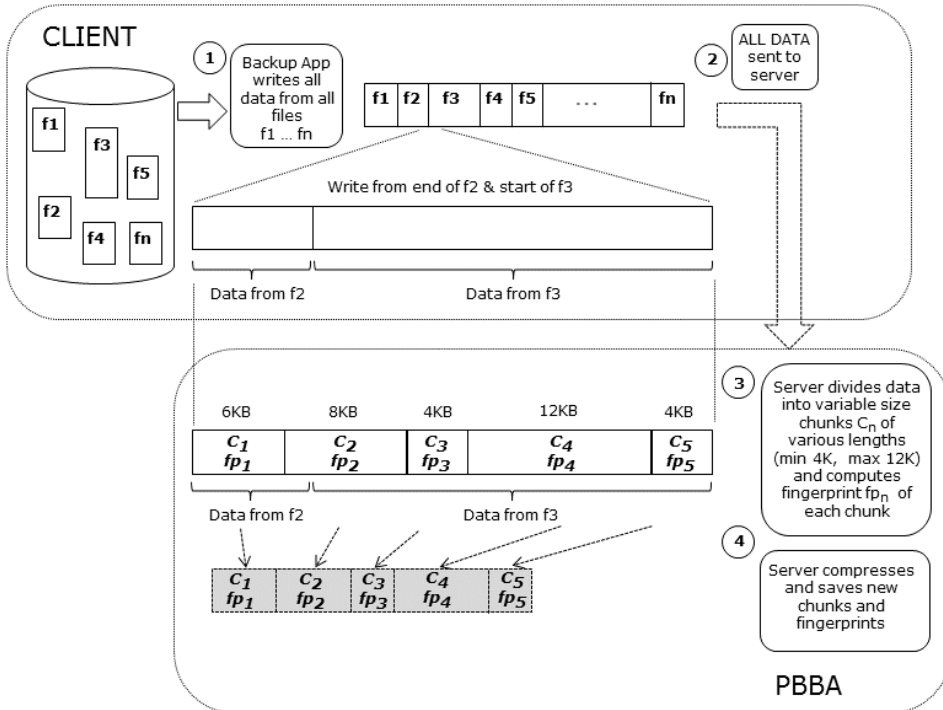 CLIENT
1
Backup App
writes all
data from all
files
f1 ... fn
2
ALL DATA
sent to
server
f1
f3
f5
f2
f4
fn
f1 f2 f3 f4 f5 ... fn
Write from end of f2 & start of f3
Data from f2
Data from f3
6KB 8KB 4KB 12KB 4KB
C1 C2 C3 C4 C5
fp1 fp2 fp3 fp4 fp5
Data from f2
Data from f3
C1 C2 C3 C4 C5
fp1 fp2 fp3 fp4 fp5
3
Server divides data
into variable size
chunks Cn of
various lengths
(min 4K, max 12K)
and computes
fingerprint fpn of
each chunk
4
Server compresses
and saves new
chunks and
fingerprints
PBBA